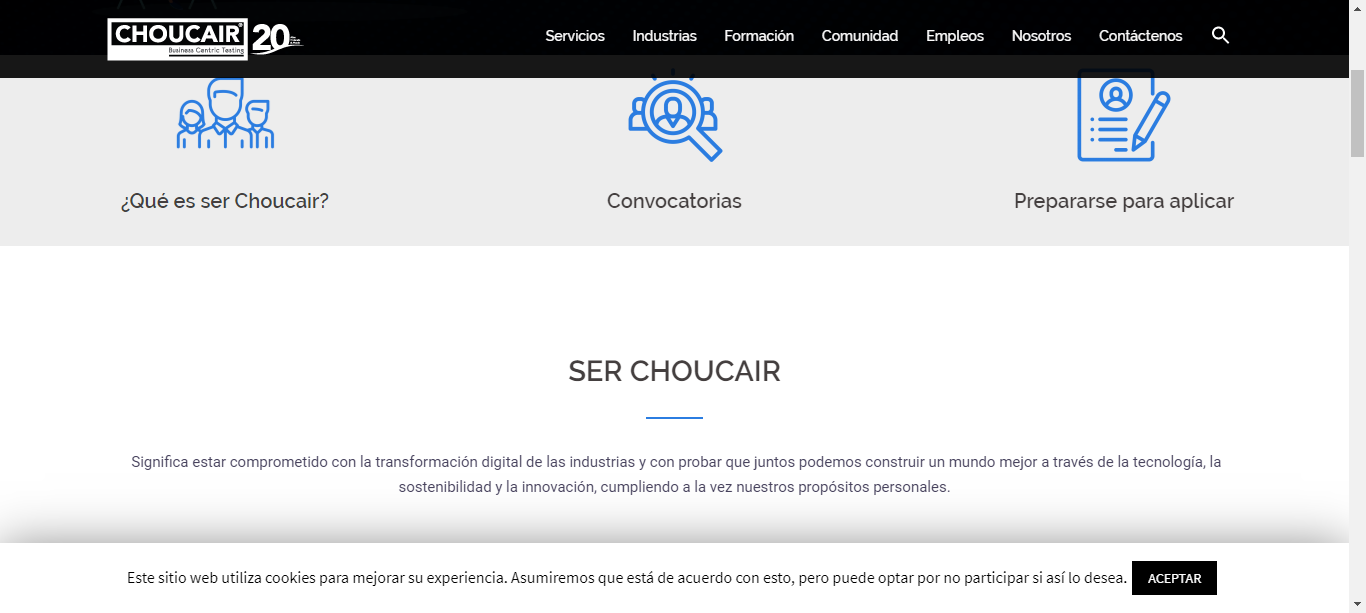 CHOUCAIR®
Business Centric Testing
20
Servicios Industrias Formación Comunidad Empleos Nosotros Contáctenos
¿Qué es ser Choucair? Convocatorias Prepararse para aplicar
SER CHOUCAIR
Significa estar comprometido con la transformación digital de las industrias y con probar que juntos podemos construir un mundo mejor a través de la tecnología, la
sostenibilidad y la innovación, cumpliendo a la vez nuestros propósitos personales.
Este sitio web utiliza cookies para mejorar su experiencia. Asumiremos que está de acuerdo con esto, pero puede optar por no participar si así lo desea. ACEPTAR